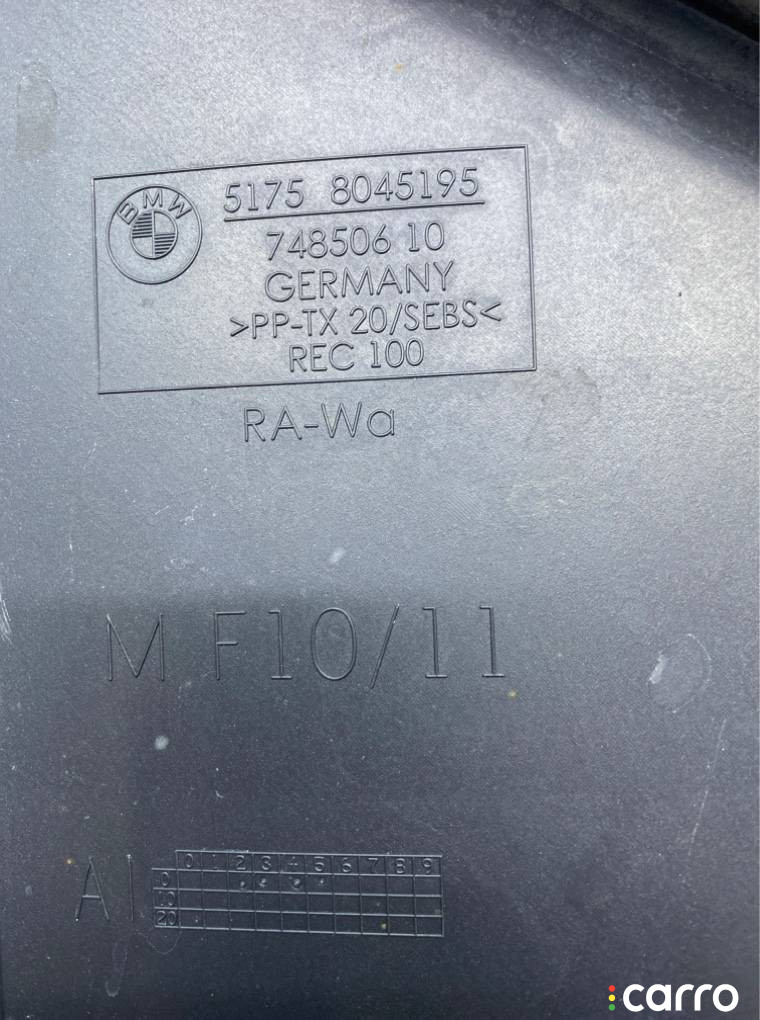 BMW
5175 8045195
748506 10
GERMANY
>PP-TX 20/SEBS<
REC 100
RA-Wa
M F10/11
AI
0 1 2 3 4 5 6 7 8 9
0
10
20
carro